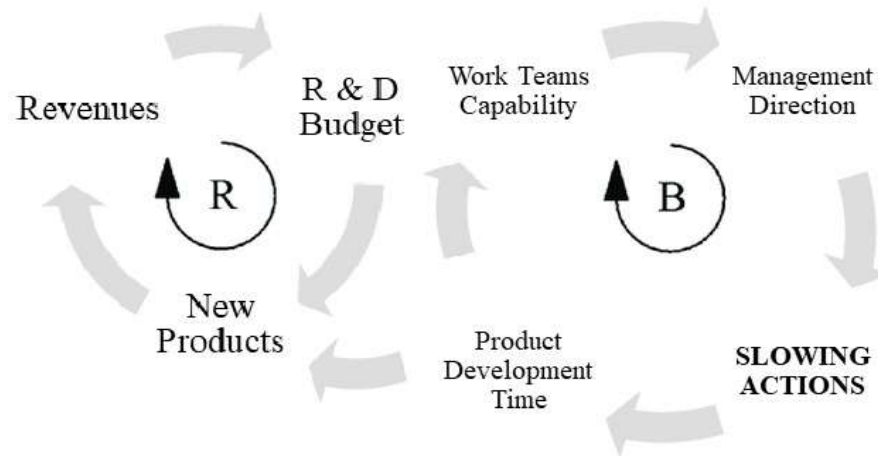 Revenues
R & D
Budget
Work Teams
Capability
Management
Direction
R
B
New
Products
Product
Development
Time
SLOWING
ACTIONS